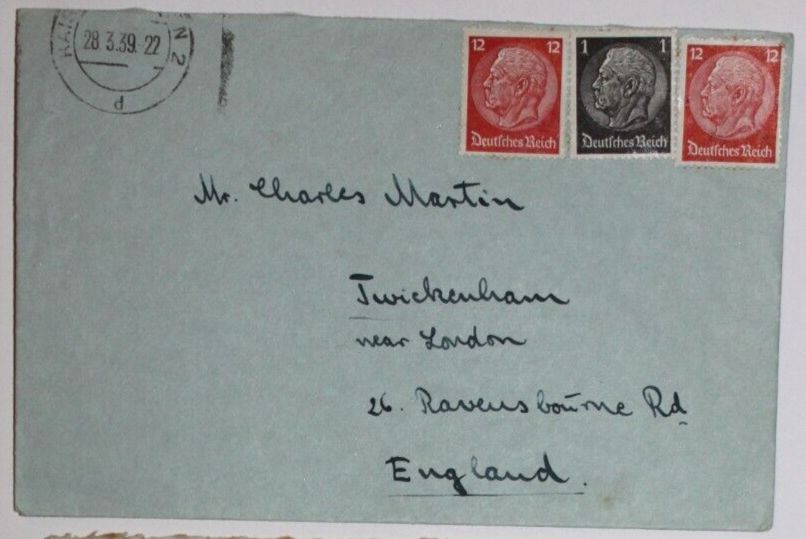 28.3.39. 22
N 2
d
12 12
Deutsches Reich
1 1
Deutsches Reich
12 12
Deutsches Reich
Mr. Charles Martin
Twickenham
near London
26. Ravensbourne Rd
England.